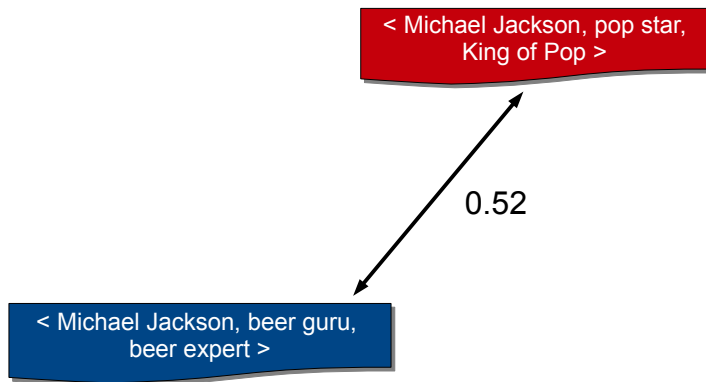 < Michael Jackson, pop star,
King of Pop >
0.52
< Michael Jackson, beer guru,
beer expert >